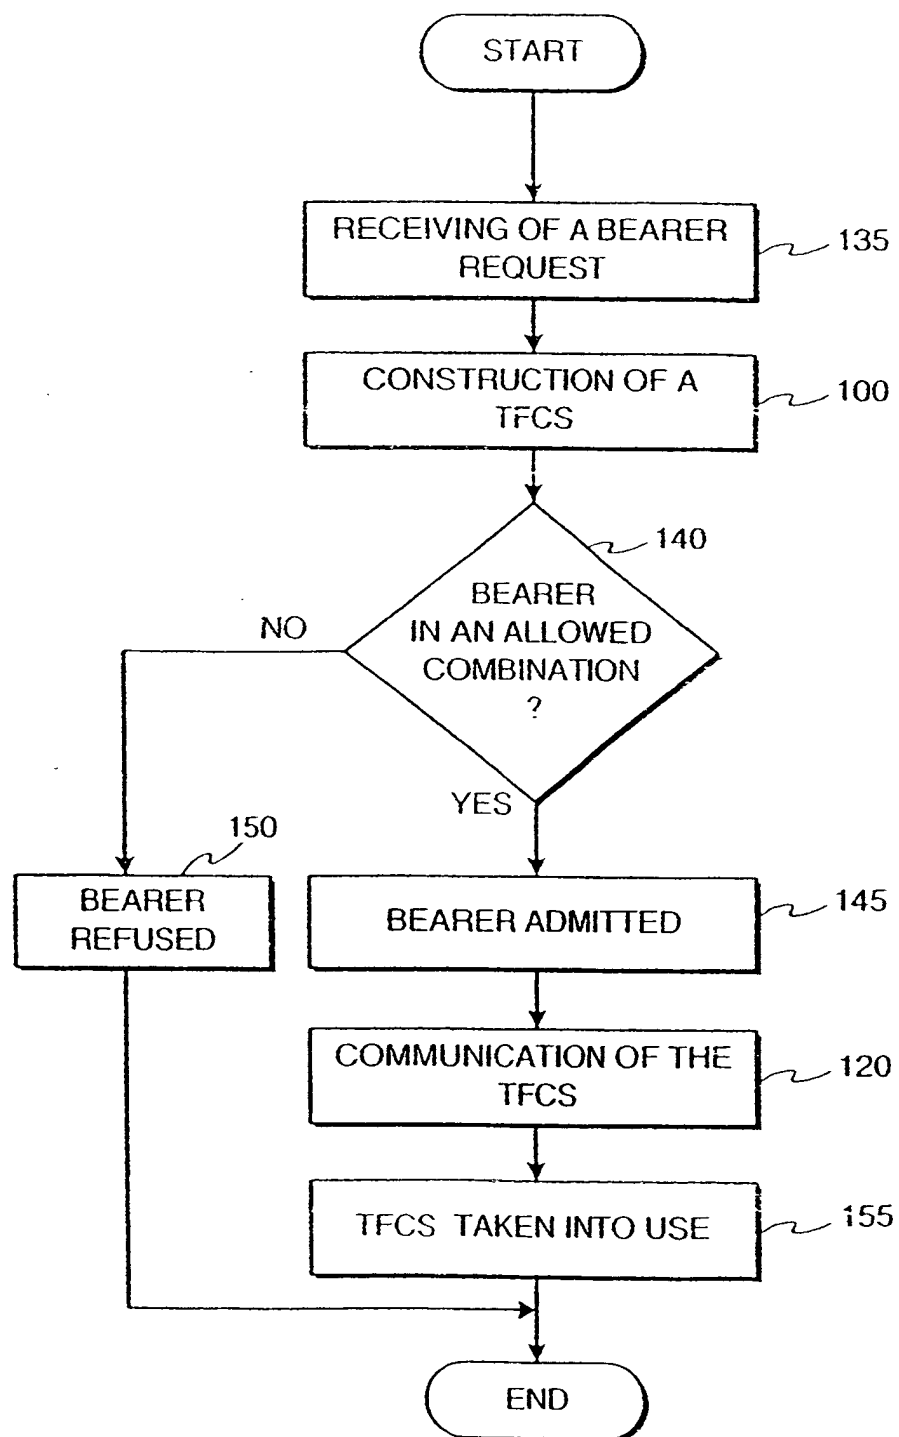 START
RECEIVING OF A BEARER
REQUEST
135
CONSTRUCTION OF A
TFCS
100
140
BEARER
IN AN ALLOWED
COMBINATION
?
NO
YES
150
BEARER
REFUSED
BEARER ADMITTED
145
COMMUNICATION OF THE
TFCS
120
TFCS TAKEN INTO USE
155
END